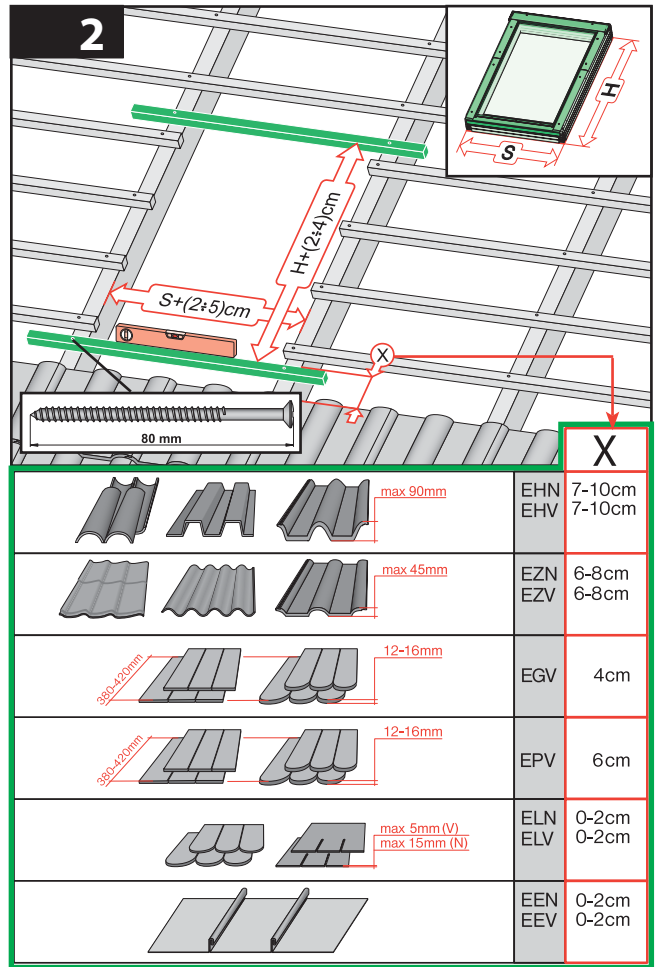 2
H
S
H+(2÷4)cm
S+(2÷5)cm
X
80 mm
X
max 90mm
EHN 7-10cm
EHV 7-10cm
max 45mm
EZN 6-8cm
EZV 6-8cm
380-420mm
12-16mm
EGV 4cm
380-420mm
12-16mm
EPV 6cm
max 5mm (V)
max 15mm (N)
ELN 0-2cm
ELV 0-2cm
EEN 0-2cm
EEV 0-2cm